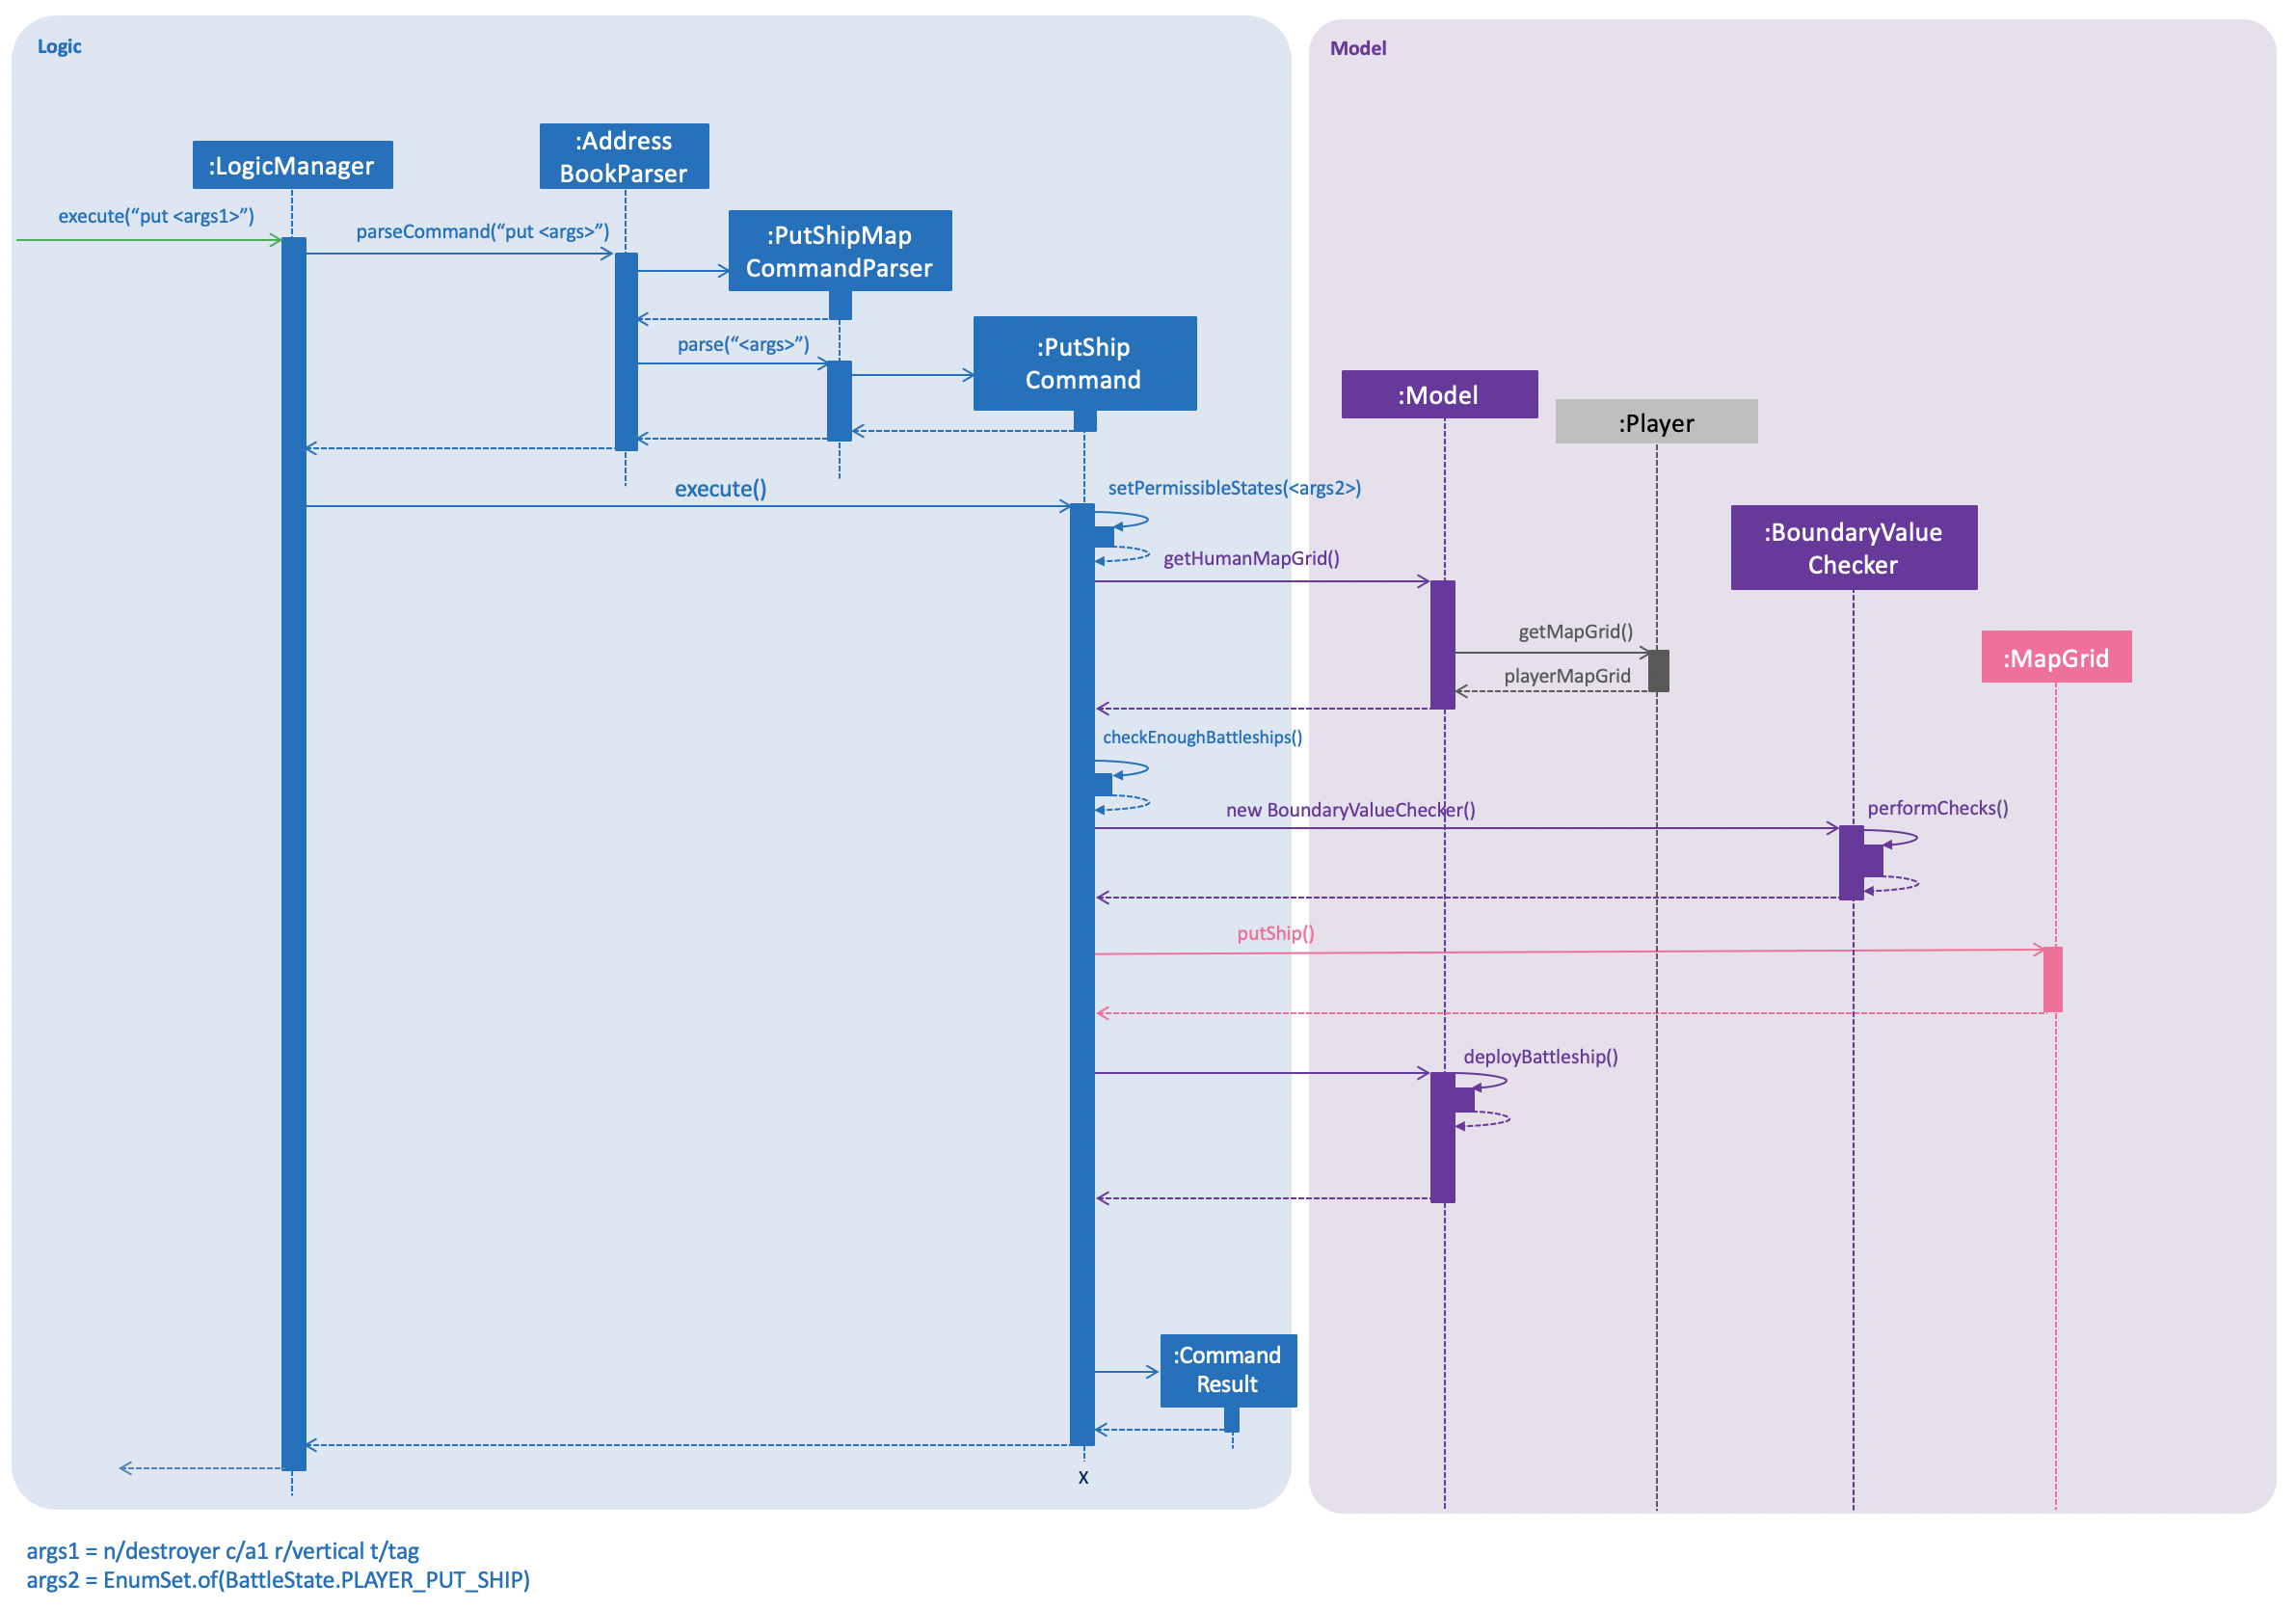 Logic
Model
:LogicManager
:Address
BookParser
execute(“put <args1>”)
parseCommand(“put <args>”)
:PutShipMap
CommandParser
parse(“<args>”)
:PutShip
Command
:Model
:Player
execute()
setPermissibleStates(<args2>)
:BoundaryValue
Checker
getHumanMapGrid()
getMapGrid()
:MapGrid
playerMapGrid
checkEnoughBattleships()
new BoundaryValueChecker()
performChecks()
putShip()
deployBattleship()
:Command
Result
X
args1 = n/destroyer c/a1 r/vertical t/tag
args2 = EnumSet.of(BattleState.PLAYER_PUT_SHIP)